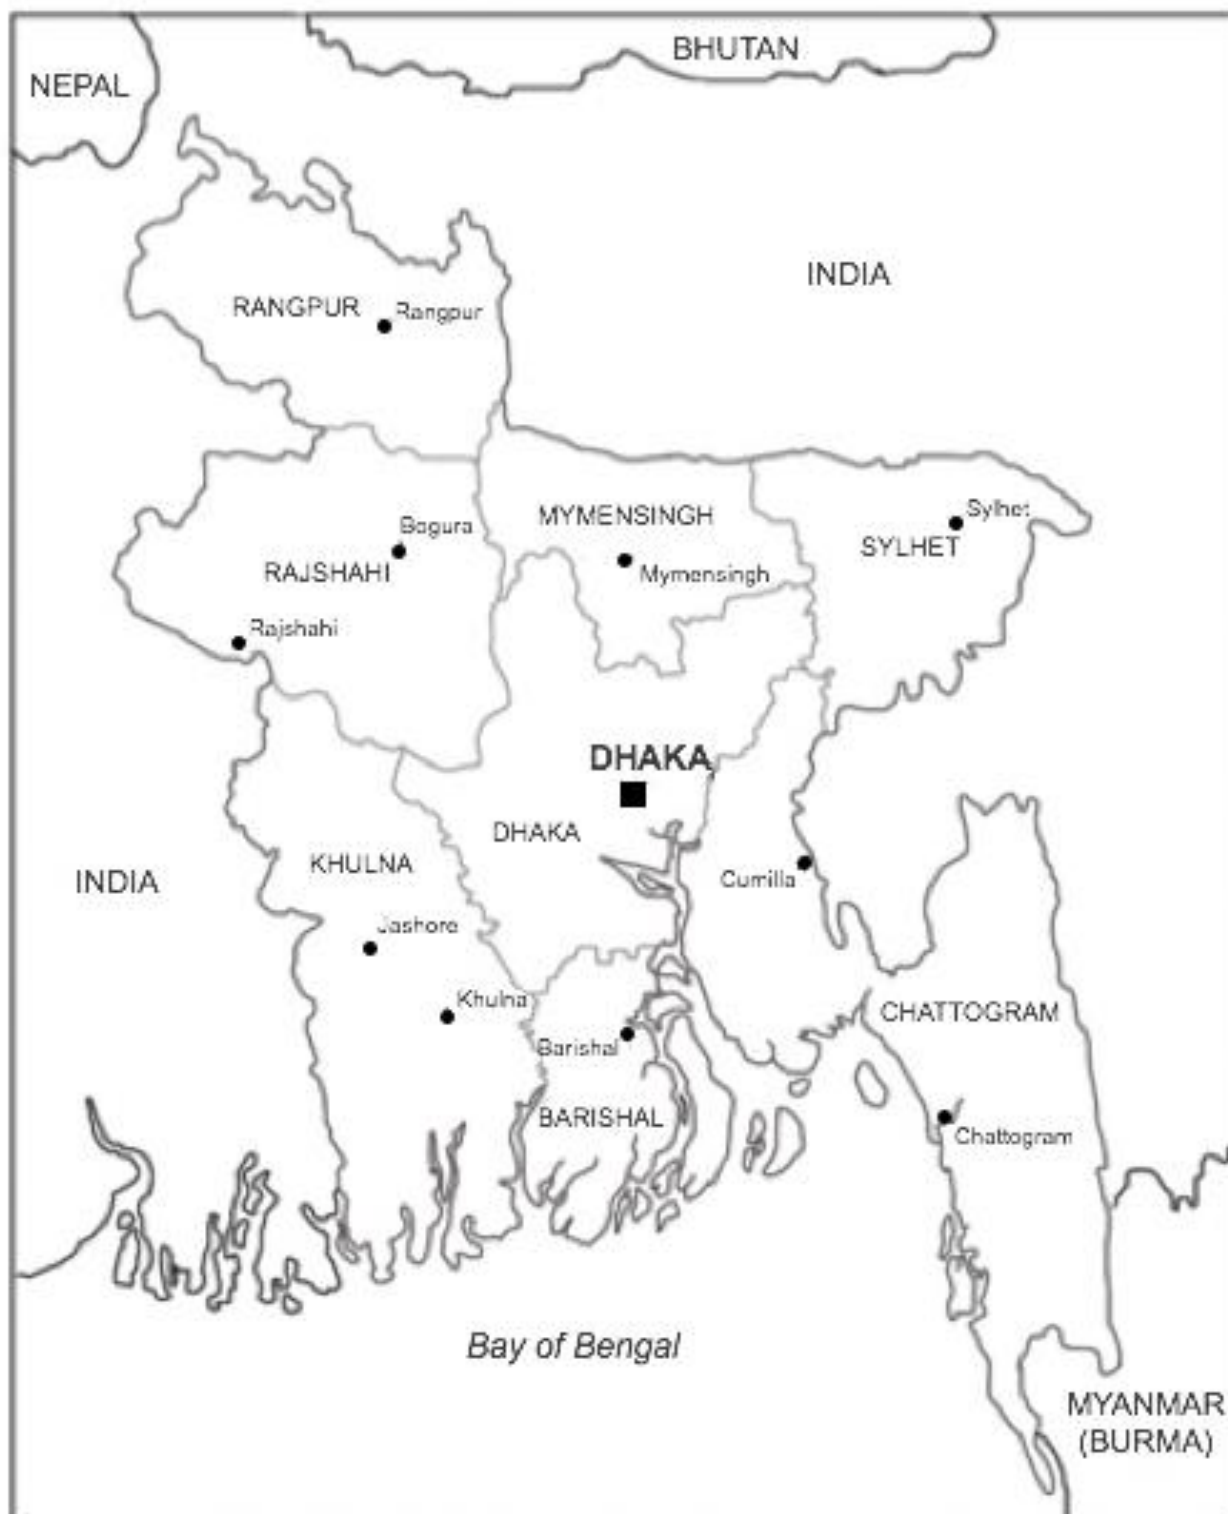 BHUTAN
NEPAL
INDIA
RANGPUR
Rangpur
Sylhet
MYMENSINGH
Bogura
SYLHET
RAJSHAHI
Mymensingh
Rajshahi
DHAKA
DHAKA
KHULNA
INDIA
Cumilla
Jashore
Khulna
CHATTOGRAM
Barishal
BARISHAL
Chattogram
Bay of Bengal
MYANMAR
(BURMA)